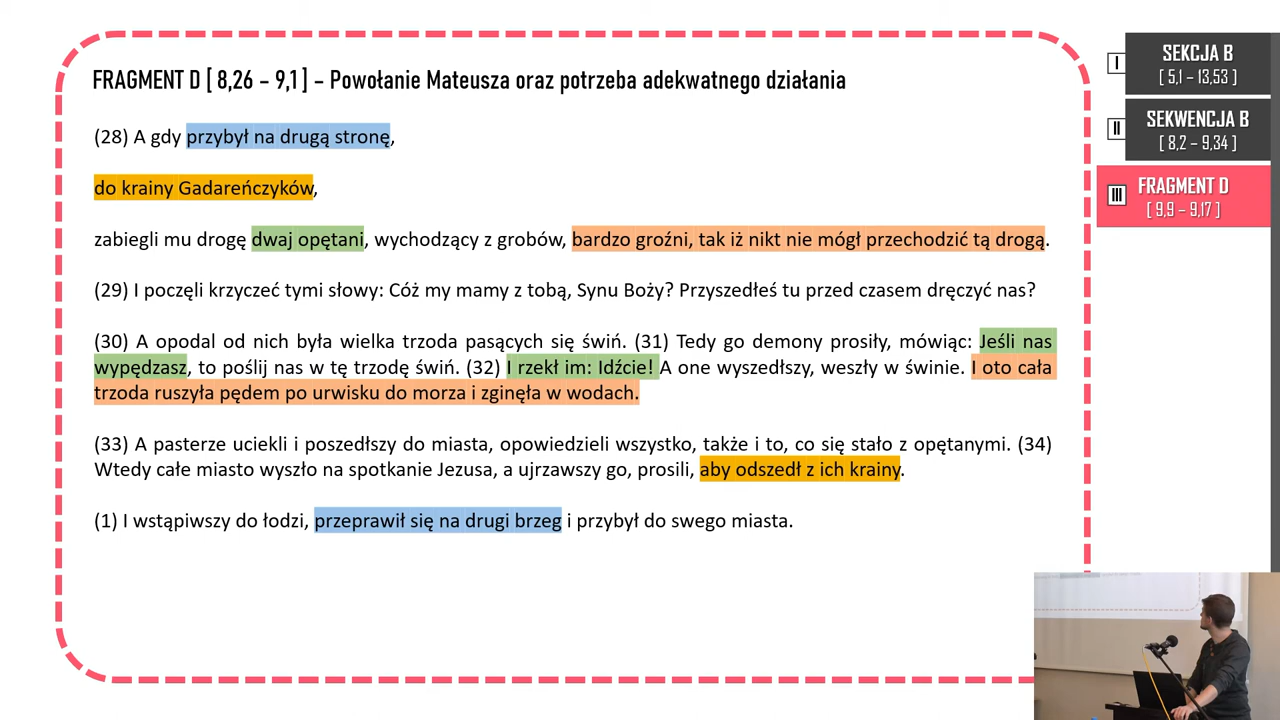 FRAGMENT D [ 8,26 – 9,1 ] – Powołanie Mateusza oraz potrzeba adekwatnego działania
(28) A gdy przybył na drugą stronę,
do krainy Gadareńczyków,
zabiegli mu drogę dwaj opętani, wychodzący z grobów, bardzo groźni, tak iż nikt nie mógł przechodzić tą drogą.
(29) I poczęli krzyczeć tymi słowy: Cóż my mamy z tobą, Synu Boży? Przyszedłeś tu przed czasem dręczyć nas?
(30) A opodal od nich była wielka trzoda pasących się świń. (31) Tedy go demony prosiły, mówiąc: Jeśli nas
wypędzasz, to poślij nas w tę trzodę świń. (32) I rzekł im: Idźcie! A one wyszedłszy, weszły w świnie. I oto cała
trzoda ruszyła pędem po urwisku do morza i zginęła w wodach.
(33) A pasterze uciekli i poszedłszy do miasta, opowiedzieli wszystko, także i to, co się stało z opętanymi. (34)
Wtedy całe miasto wyszło na spotkanie Jezusa, a ujrzawszy go, prosili, aby odszedł z ich krainy.
(1) I wstąpiwszy do łodzi, przeprawił się na drugi brzeg i przybył do swego miasta.
I
SEKCJA B
[ 5,1 – 13,53 ]
II
SEKWENCJA B
[ 8,2 – 9,34 ]
III
FRAGMENT D
[ 9,9 – 9,17 ]